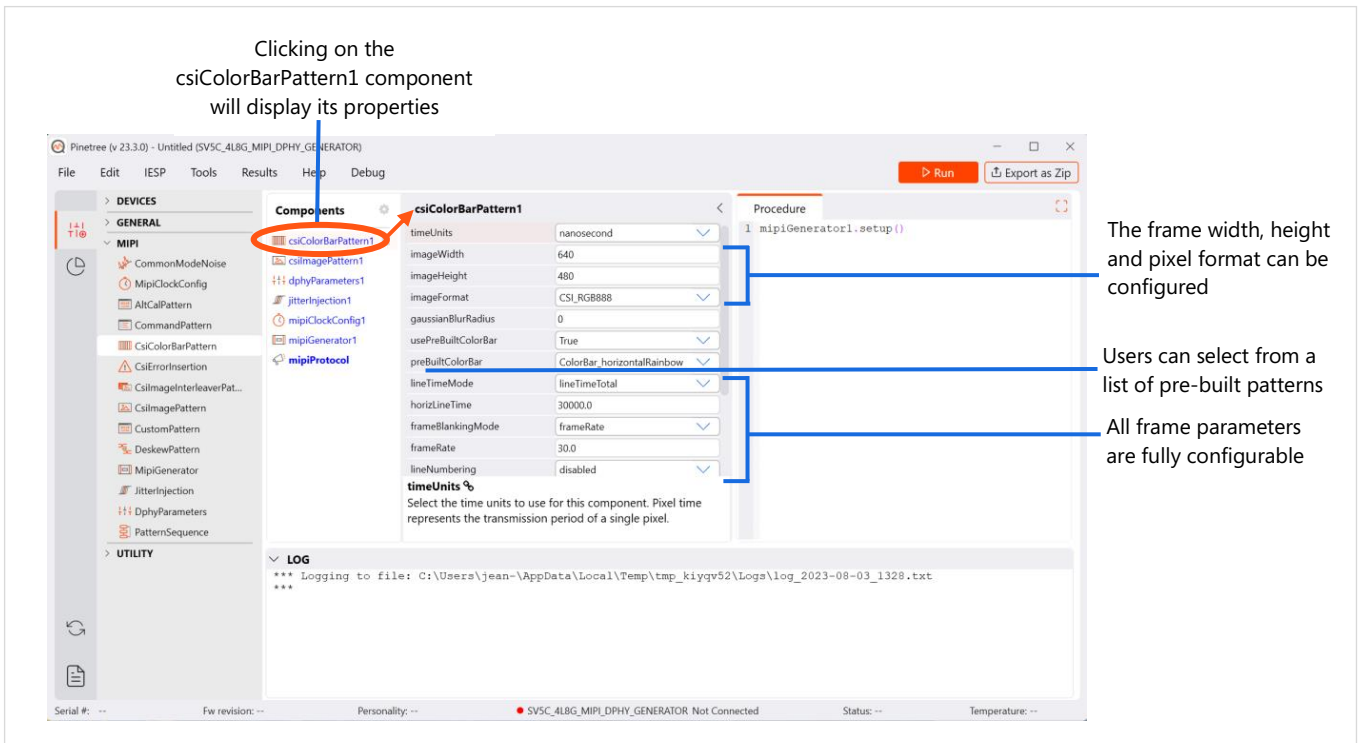 Clicking on the
csiColorBarPattern1 component
will display its properties
Pinetree (v 23.3.0) - Untitled (SV5C_4L8G_MIPI_DPHY_GENERATOR)
File Edit IESP Tools Results Help Debug
Run
Export as Zip
DEVICES
GENERAL
MIPI
CommonModeNoise
MipiClockConfig
AltCalPattern
CommandPattern
CsiColorBarPattern
CsiErrorInsertion
CsiImageInterleaverPat...
CsiImagePattern
CustomPattern
DeskewPattern
MipiGenerator
JitterInjection
DphyParameters
PatternSequence
UTILITY
Components
csiColorBarPattern1
csiImagePattern1
dphyParameters1
jitterInjection1
mipiClockConfig1
mipiGenerator1
mipiProtocol
csiColorBarPattern1
timeUnits nanosecond
imageWidth 640
imageHeight 480
imageFormat CSI_RGB888
gaussianBlurRadius 0
usePreBuiltColorBar True
preBuiltColorBar ColorBar_horizontalRainbow
lineTimeMode lineTimeTotal
horizLineTime 30000.0
frameBlankingMode frameRate
frameRate 30.0
lineNumbering disabled
timeUnits
Select the time units to use for this component. Pixel time
represents the transmission period of a single pixel.
Procedure
1 mipiGenerator1.setup()
The frame width, height
and pixel format can be
configured
Users can select from a
list of pre-built patterns
All frame parameters
are fully configurable
LOG
*** Logging to file: C:\Users\jean-\AppData\Local\Temp\tmp_kiyqv52\Logs\log_2023-08-03_1328.txt
***
Serial #: -- Fw revision: -- Personality: -- SV5C_4L8G_MIPI_DPHY_GENERATOR Not Connected Status: -- Temperature: --